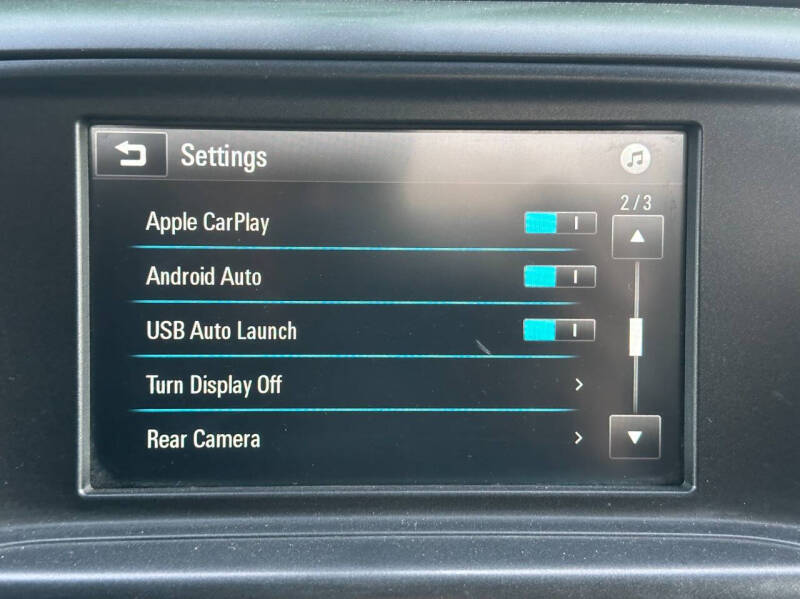 Settings
2/3
Apple CarPlay
Android Auto
USB Auto Launch
Turn Display Off
Rear Camera